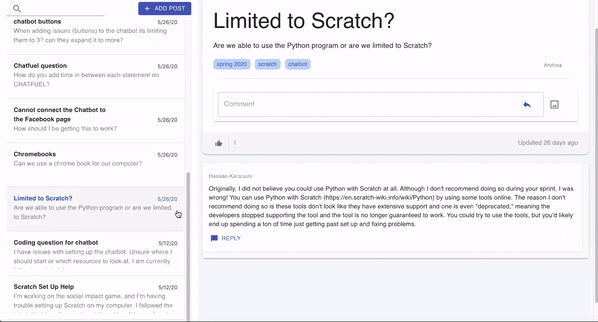 + ADD POST
chatbot buttons
5/26/20
When adding issues (buttons) to the chatbot its limiting
them to 3? can they expand it to more?
Chatfuel question
5/26/20
How do you add time in between each statement on
CHATFUEL?
Cannot connect the Chatbot to
the Facebook page
5/26/20
How should I be getting this to work?
Chromebooks
5/26/20
Can we use a chrome book for our computer?
Limited to Scratch?
5/26/20
Are we able to use the Python program or are we limited
to Scratch?
Coding question for chatbot
5/12/20
I have issues with setting up the chatbot. Unsure where I
should start or which resources to look at. I am currently
Scratch Set Up Help
5/12/20
I'm working on the social impact game, and I'm having
trouble setting up Scratch on my computer. I followed the
Limited to Scratch?
Are we able to use the Python program or are we limited to Scratch?
spring 2020
scratch
chatbot
Andrea
Comment
1
Updated 26 days ago
Hassan Karaouni
Originally, I did not believe you could use Python with Scratch at all. Although I don't recommend doing so during your sprint, I was
wrong! You can use Python with Scratch (https://en.scratch-wiki.info/wiki/Python) by using some tools online. The reason I don't
recommend doing so is these tools don't look like they have extensive support and one is even "deprecated," meaning the
developers stopped supporting the tool and the tool is no longer guaranteed to work. You could try to use the tools, but you'd likely
end up spending a ton of time just getting past set up and fixing problems.
REPLY